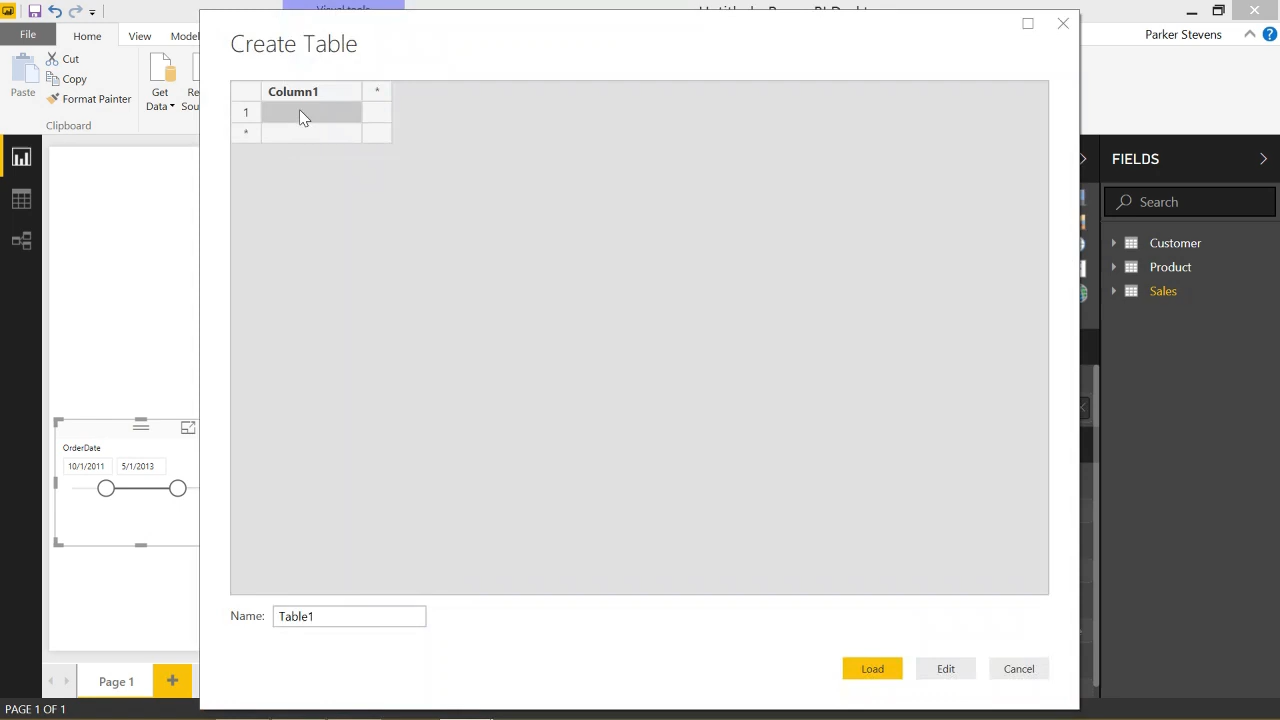 File
Home
View
Model
Cut
Copy
Format Painter
Paste
Get
Data
Clipboard
Create Table
Column1 *
1
*
OrderDate
10/1/2011 5/1/2013
Name: Table1
Load Edit Cancel
Page 1 +
PAGE 1 OF 1
Parker Stevens
?
FIELDS
Search
Customer
Product
Sales